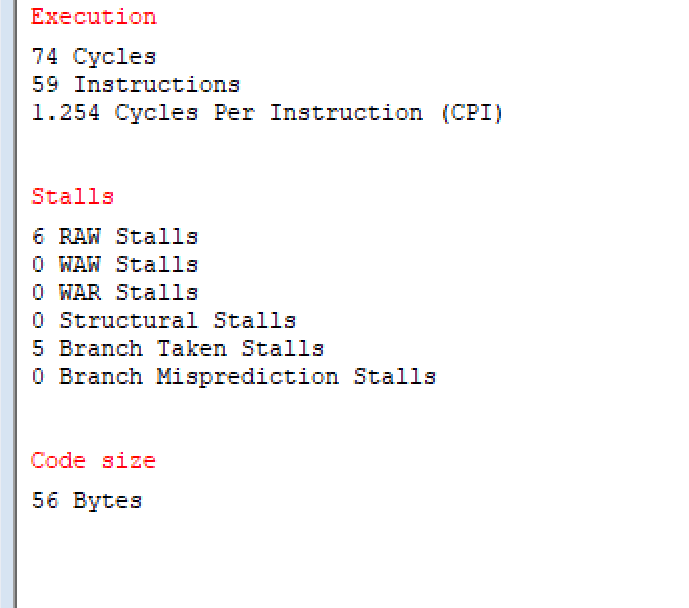 Execution
74 Cycles
59 Instructions
1.254 Cycles Per Instruction (CPI)
Stalls
6 RAW Stalls
0 WAW Stalls
0 WAR Stalls
0 Structural Stalls
5 Branch Taken Stalls
0 Branch Misprediction Stalls
Code size
56 Bytes